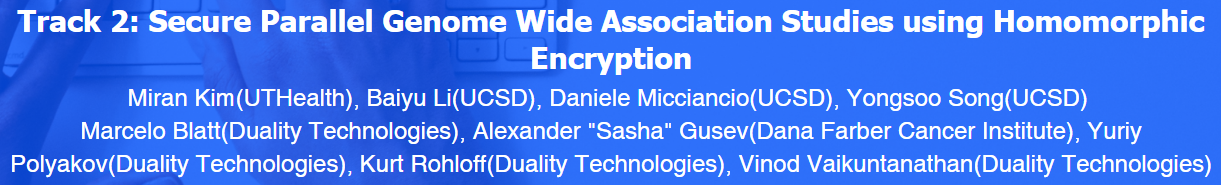 Track 2: Secure Parallel Genome Wide Association Studies using Homomorphic
Encryption
Miran Kim(UTHealth), Baiyu Li(UCSD), Daniele Micciancio(UCSD), Yongsoo Song(UCSD)
Marcelo Blatt(Duality Technologies), Alexander "Sasha" Gusev(Dana Farber Cancer Institute), Yuriy
Polyakov(Duality Technologies), Kurt Rohloff(Duality Technologies), Vinod Vaikuntanathan(Duality Technologies)